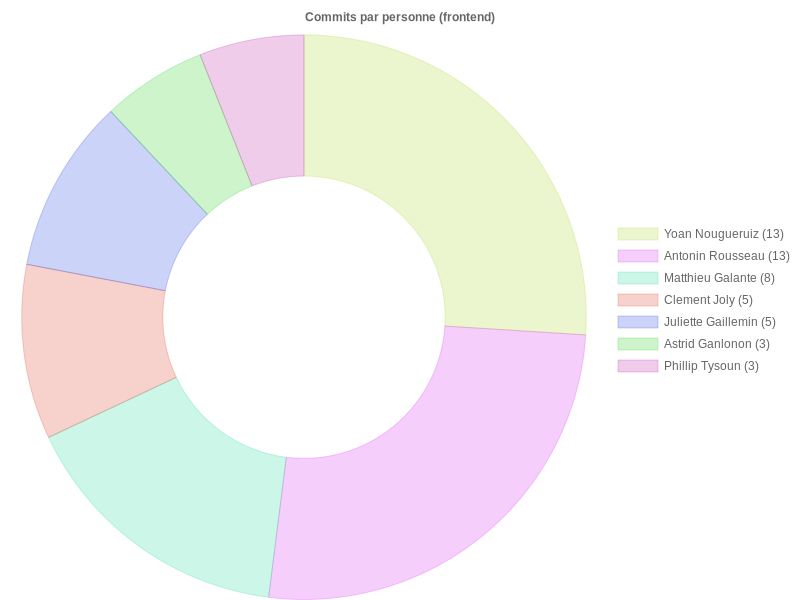 Commits par personne (frontend)
Yoan Nougueruiz (13)
Antonin Rousseau (13)
Matthieu Galante (8)
Clement Joly (5)
Juliette Gaillemin (5)
Astrid Ganlonon (3)
Phillip Tysoun (3)